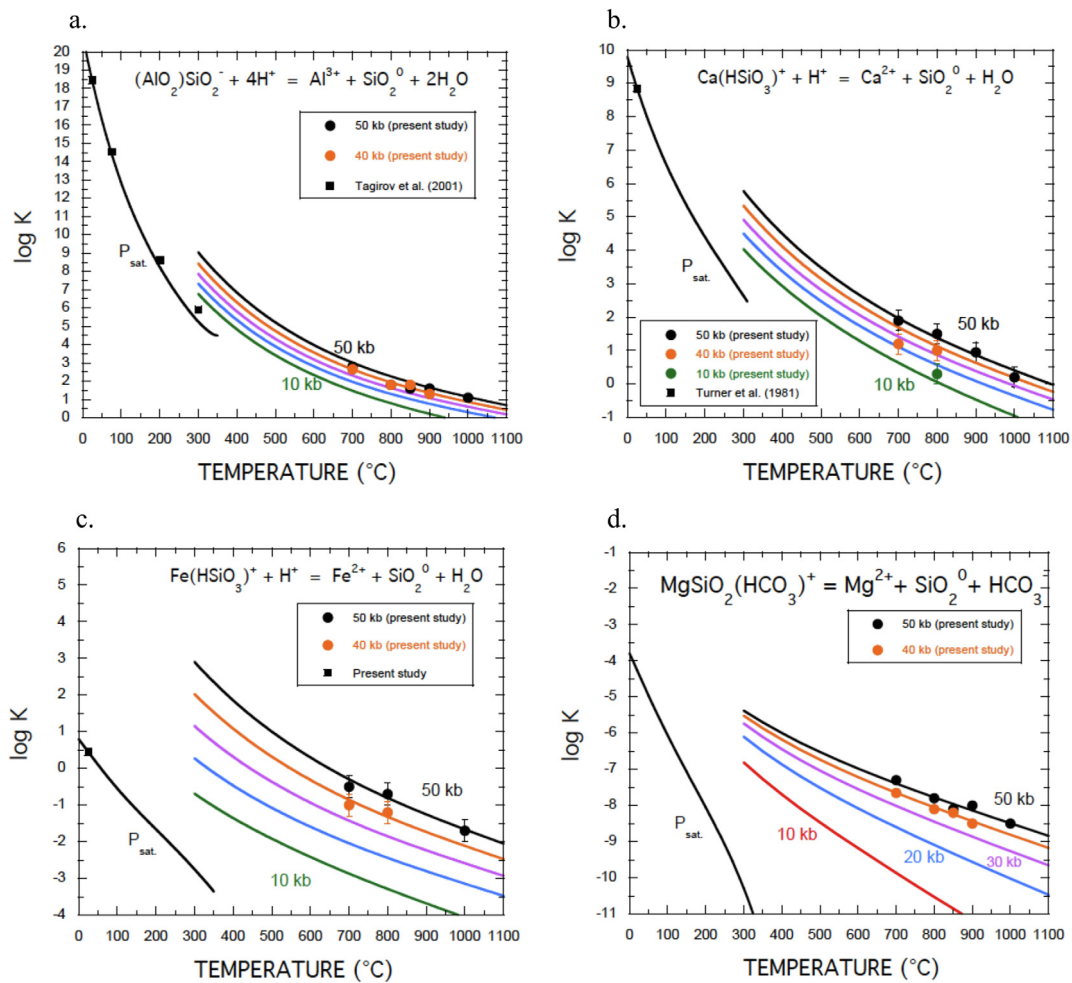 a.
(AlO₂)SiO₂⁻ + 4H⁺ = Al³⁺ + SiO₂⁰ + 2H₂O
50 kb (present study)
40 kb (present study)
Tagirov et al. (2001)
P sat.
50 kb
10 kb
log K
20
19
18
17
16
15
14
13
12
11
10
9
8
7
6
5
4
3
2
1
0
0 100 200 300 400 500 600 700 800 900 1000 1100
TEMPERATURE (°C)
b.
Ca(HSiO₃)⁺ + H⁺ = Ca²⁺ + SiO₂⁰ + H₂O
P sat.
50 kb
10 kb
50 kb (present study)
40 kb (present study)
10 kb (present study)
Turner et al. (1981)
log K
10
9
8
7
6
5
4
3
2
1
0
-1
0 100 200 300 400 500 600 700 800 900 1000 1100
TEMPERATURE (°C)
c.
Fe(HSiO₃)⁺ + H⁺ = Fe²⁺ + SiO₂⁰ + H₂O
50 kb (present study)
40 kb (present study)
Present study
50 kb
P sat.
10 kb
log K
6
5
4
3
2
1
0
-1
-2
-3
-4
0 100 200 300 400 500 600 700 800 900 1000 1100
TEMPERATURE (°C)
d.
MgSiO₂(HCO₃)⁺ = Mg²⁺ + SiO₂⁰ + HCO₃
50 kb (present study)
40 kb (present study)
50 kb
P sat.
10 kb
20 kb
30 kb
log K
-1
-2
-3
-4
-5
-6
-7
-8
-9
-10
-11
0 100 200 300 400 500 600 700 800 900 1000 1100
TEMPERATURE (°C)